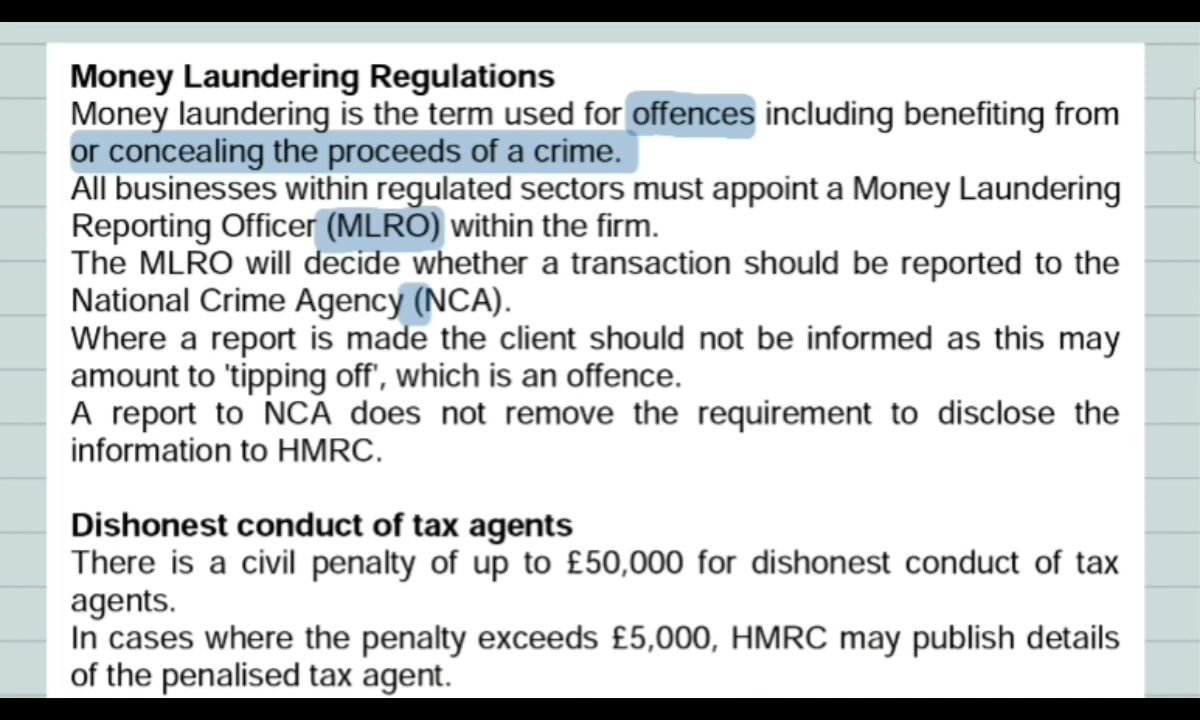 Money Laundering Regulations
Money laundering is the term used for offences including benefiting from
or concealing the proceeds of a crime.
All businesses within regulated sectors must appoint a Money Laundering
Reporting Officer (MLRO) within the firm.
The MLRO will decide whether a transaction should be reported to the
National Crime Agency (NCA).
Where a report is made the client should not be informed as this may
amount to 'tipping off', which is an offence.
A report to NCA does not remove the requirement to disclose the
information to HMRC.
Dishonest conduct of tax agents
There is a civil penalty of up to £50,000 for dishonest conduct of tax
agents.
In cases where the penalty exceeds £5,000, HMRC may publish details
of the penalised tax agent.